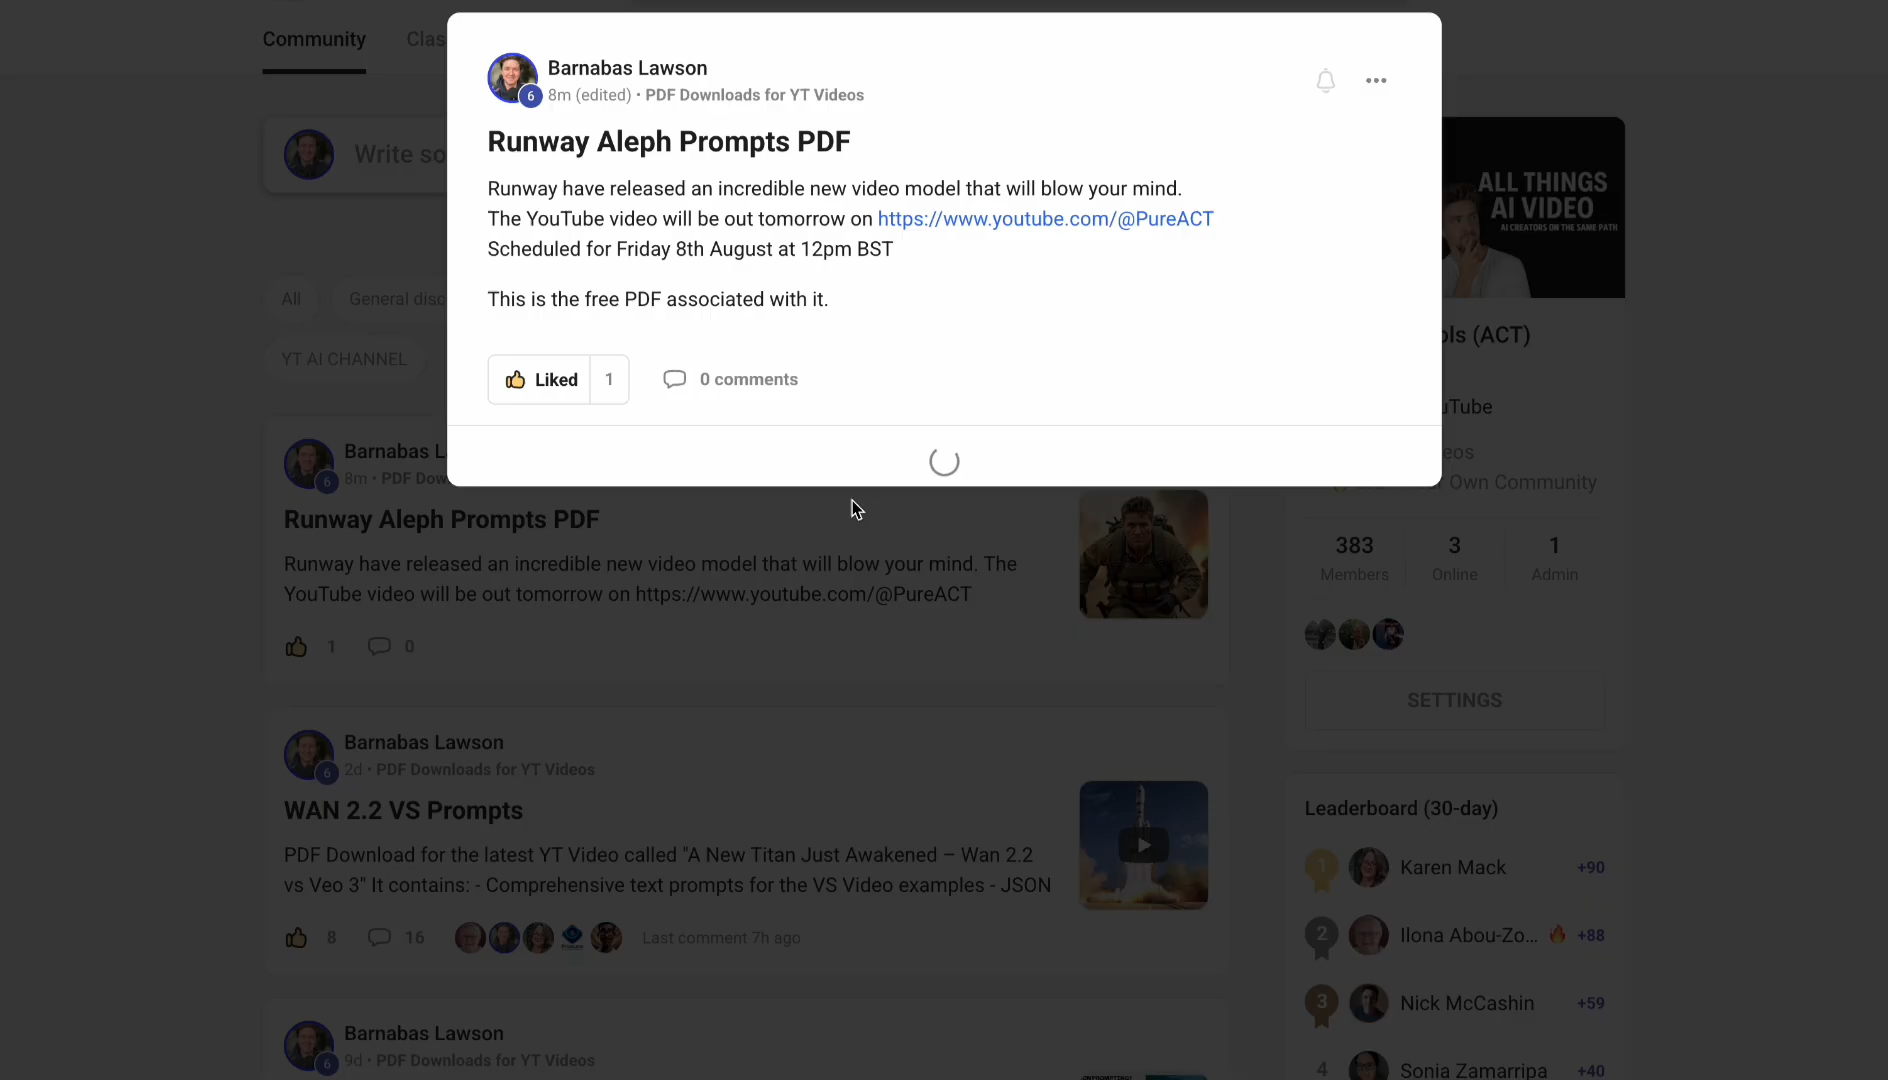 Community
Clas
Barnabas Lawson
6
8m (edited) • PDF Downloads for YT Videos
Runway Aleph Prompts PDF
Runway have released an incredible new video model that will blow your mind.
The YouTube video will be out tomorrow on https://www.youtube.com/@PureACT
Scheduled for Friday 8th August at 12pm BST
This is the free PDF associated with it.
Liked 1
0 comments
Write so
All
General disc
YT AI CHANNEL
Barnabas L
6
8m • PDF Dow
Runway Aleph Prompts PDF
Runway have released an incredible new video model that will blow your mind. The
YouTube video will be out tomorrow on https://www.youtube.com/@PureACT
1 0
Barnabas Lawson
6
2d • PDF Downloads for YT Videos
WAN 2.2 VS Prompts
PDF Download for the latest YT Video called "A New Titan Just Awakened – Wan 2.2
vs Veo 3" It contains: - Comprehensive text prompts for the VS Video examples - JSON
8 16 Last comment 7h ago
Barnabas Lawson
6
9d • PDF Downloads for YT Videos
ALL THINGS
AI VIDEO
AI CREATORS ON THE SAME PATH
ols (ACT)
uTube
eos
r Own Community
383 3 1
Members Online Admin
SETTINGS
Leaderboard (30-day)
1 Karen Mack +90
2 Ilona Abou-Zo... 🔥 +88
3 Nick McCashin +59
4 Sonia Zamarripa +40